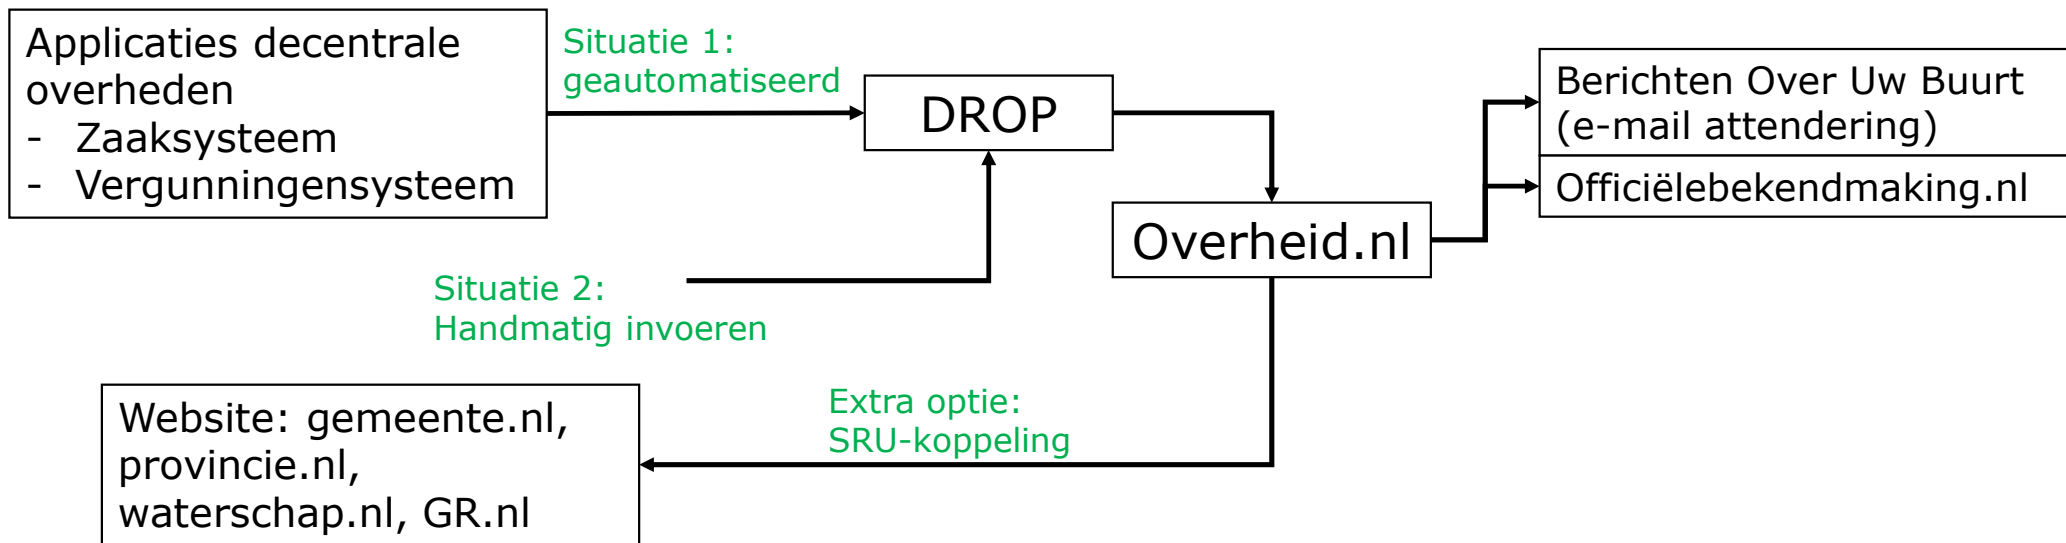 Applicaties decentrale
overheden
- Zaaksysteem
- Vergunningensysteem
Situatie 1:
geautomatiseerd
DROP
Berichten Over Uw Buurt
(e-mail attendering)
Officiëlebekendmaking.nl
Overheid.nl
Situatie 2:
Handmatig invoeren
Extra optie:
SRU-koppeling
Website: gemeente.nl,
provincie.nl,
waterschap.nl, GR.nl